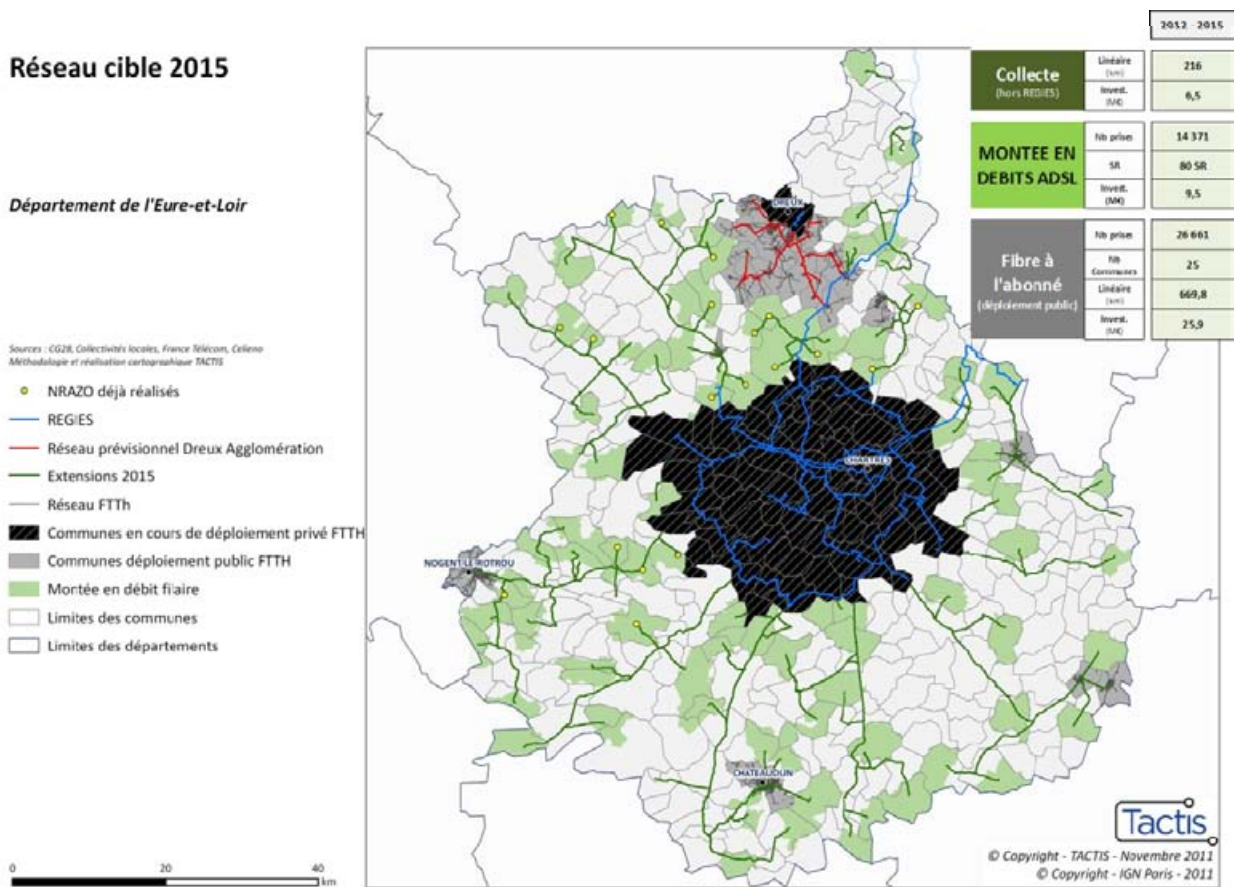 Réseau cible 2015
Département de l'Eure-et-Loir
Sources : CG28, Collectivités locales, France Télécom, Celieno
Méthodologie et réalisation cartographique TACTIS
NRAZO déjà réalisés
REGIES
Réseau prévisionnel Dreux Agglomération
Extensions 2015
Réseau FTTh
Communes en cours de déploiement privé FTTH
Communes déploiement public FTTH
Montée en débit filaire
Limites des communes
Limites des départements
0 20 40
km
DREUX
CHARTRES
NOGENT-LE-ROTROU
CHATEAUDUN
2012 - 2015
Collecte
(hors REGIES)
Linéaire
(km)
216
Invest.
(M€)
6,5
MONTEE EN
DEBITS ADSL
Nb prises
14 371
SR
80 SR
Invest.
(M€)
9,5
Fibre à
l'abonné
(déploiement public)
Nb prises
26 661
Nb
Communes
25
Linéaire
(km)
669,8
Invest.
(M€)
25,9
Tactis
© Copyright - TACTIS - Novembre 2011
© Copyright - IGN Paris - 2011